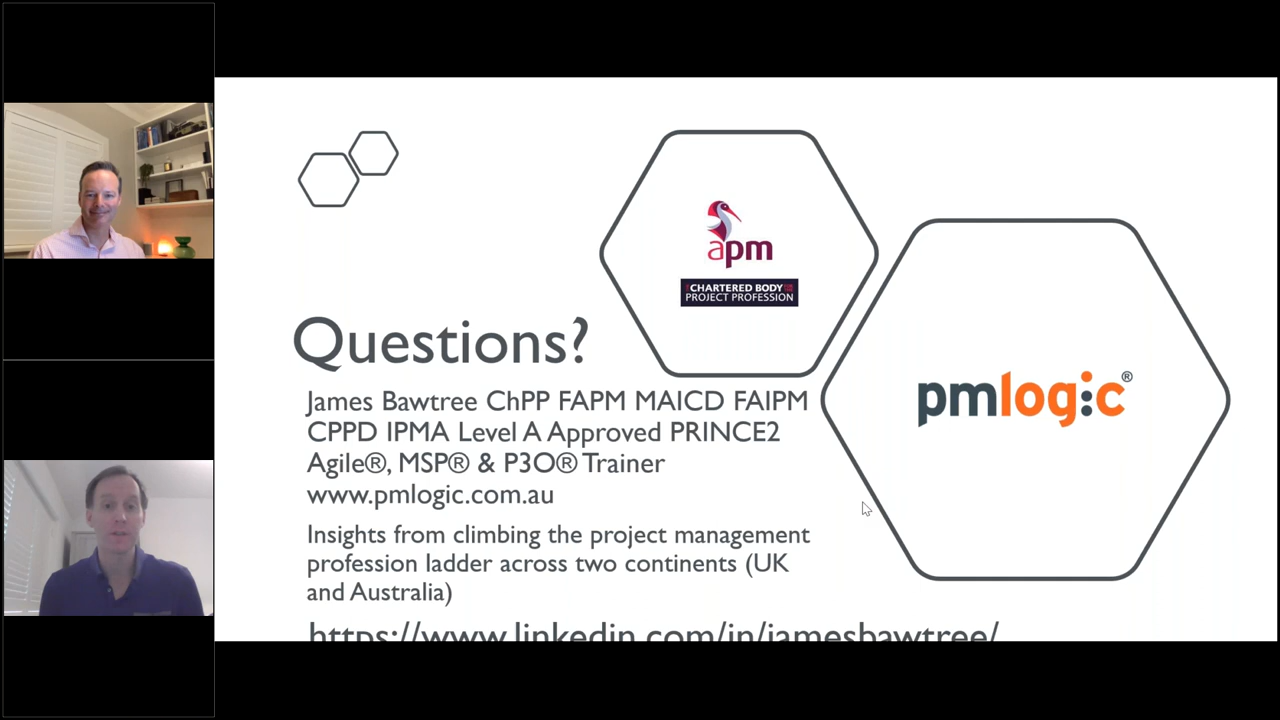 apm
CHARTERED BODY
PROJECT PROFESSION
pmlogic®
Questions?
James Bawtree ChPP FAPM MAICD FAIPM
CPPD IPMA Level A Approved PRINCE2
Agile®, MSP® & P3O® Trainer
www.pmlogic.com.au
Insights from climbing the project management
profession ladder across two continents (UK
and Australia)
https://www.linkedin.com/in/jamesbawtree/